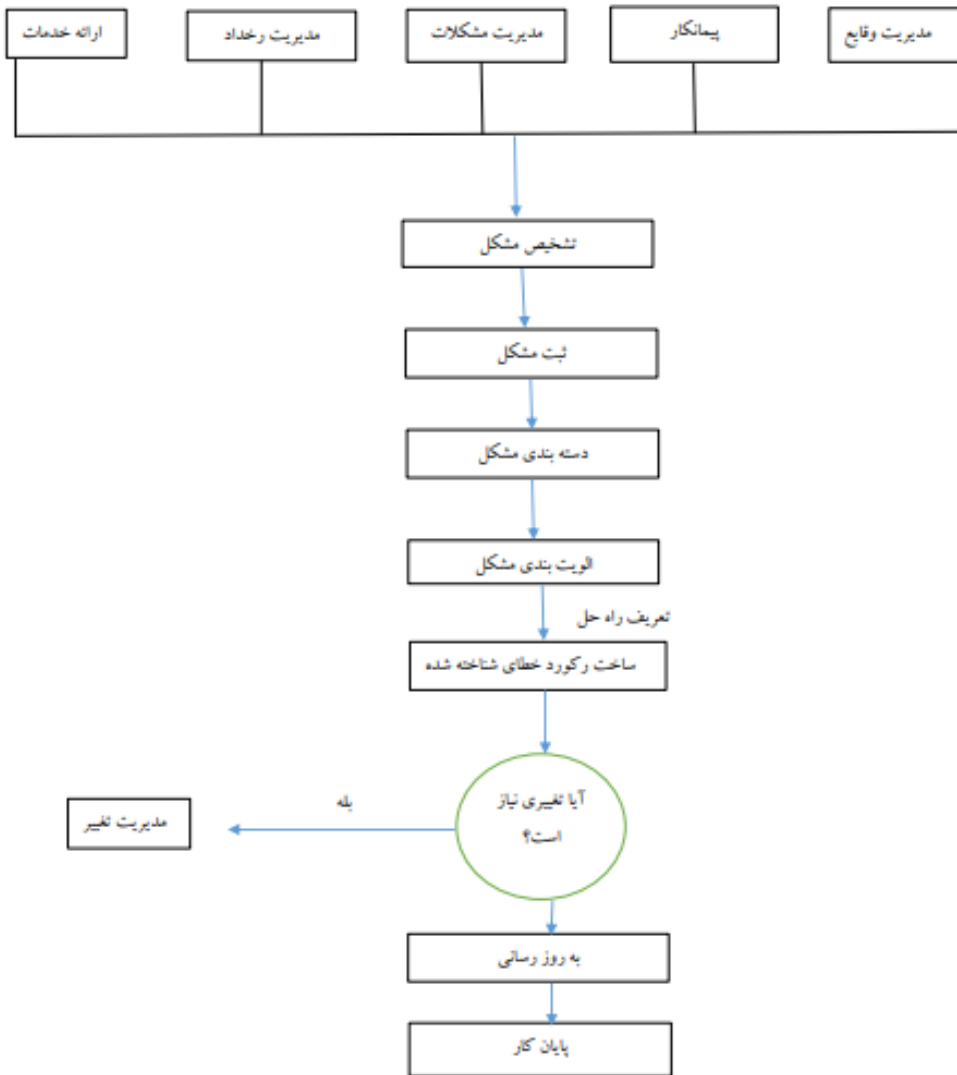 مدیریت وقایع
پیمانکار
مدیریت مشکلات
مدیریت رخداد
ارائه خدمات
تشخیص مشکل
ثبت مشکل
دسته بندی مشکل
الویت بندی مشکل
تعریف راه حل
ساخت رکورد خطای شناخته شده
آیا تغییری نیاز
است؟
بله
مدیریت تغییر
به روز رسانی
پایان کار